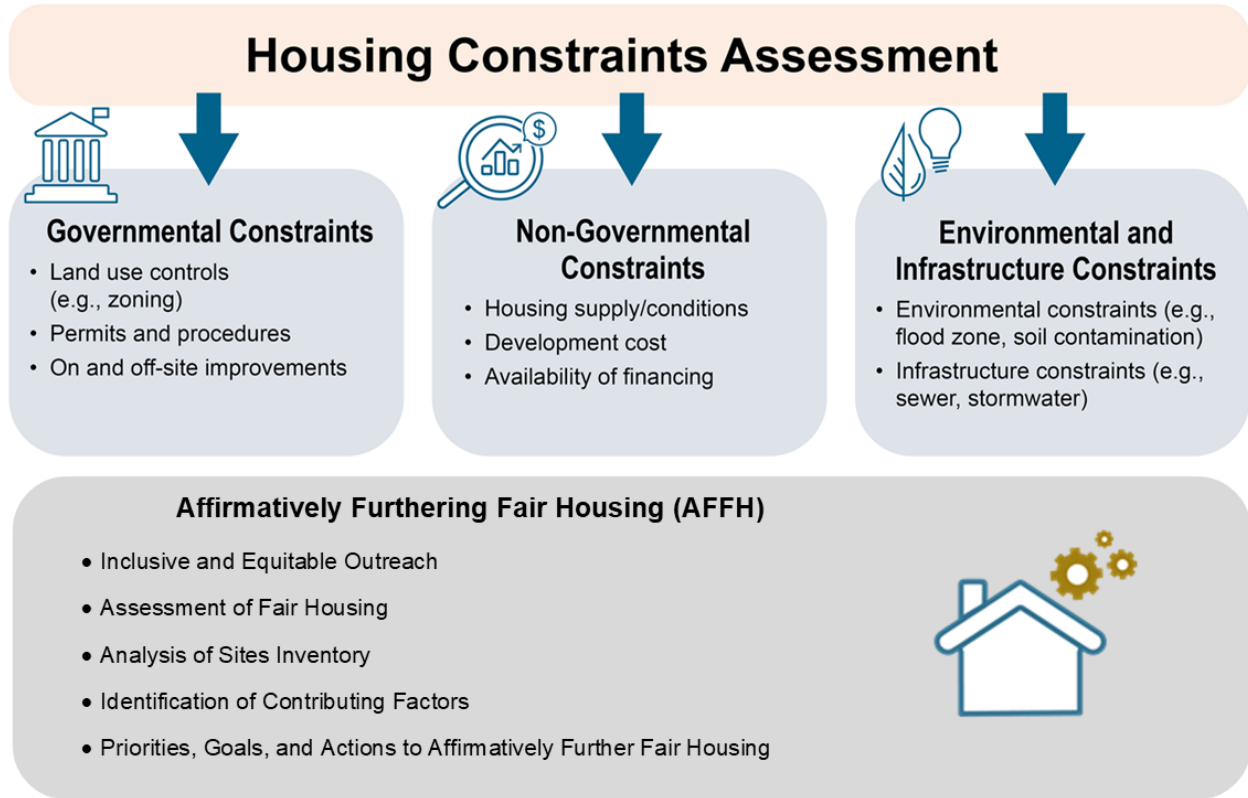 Housing Constraints Assessment
$
Governmental Constraints
• Land use controls
(e.g., zoning)
• Permits and procedures
• On and off-site improvements
Non-Governmental
Constraints
• Housing supply/conditions
• Development cost
• Availability of financing
Environmental and
Infrastructure Constraints
• Environmental constraints (e.g.,
flood zone, soil contamination)
• Infrastructure constraints (e.g.,
sewer, stormwater)
Affirmatively Furthering Fair Housing (AFFH)
• Inclusive and Equitable Outreach
• Assessment of Fair Housing
• Analysis of Sites Inventory
• Identification of Contributing Factors
• Priorities, Goals, and Actions to Affirmatively Further Fair Housing